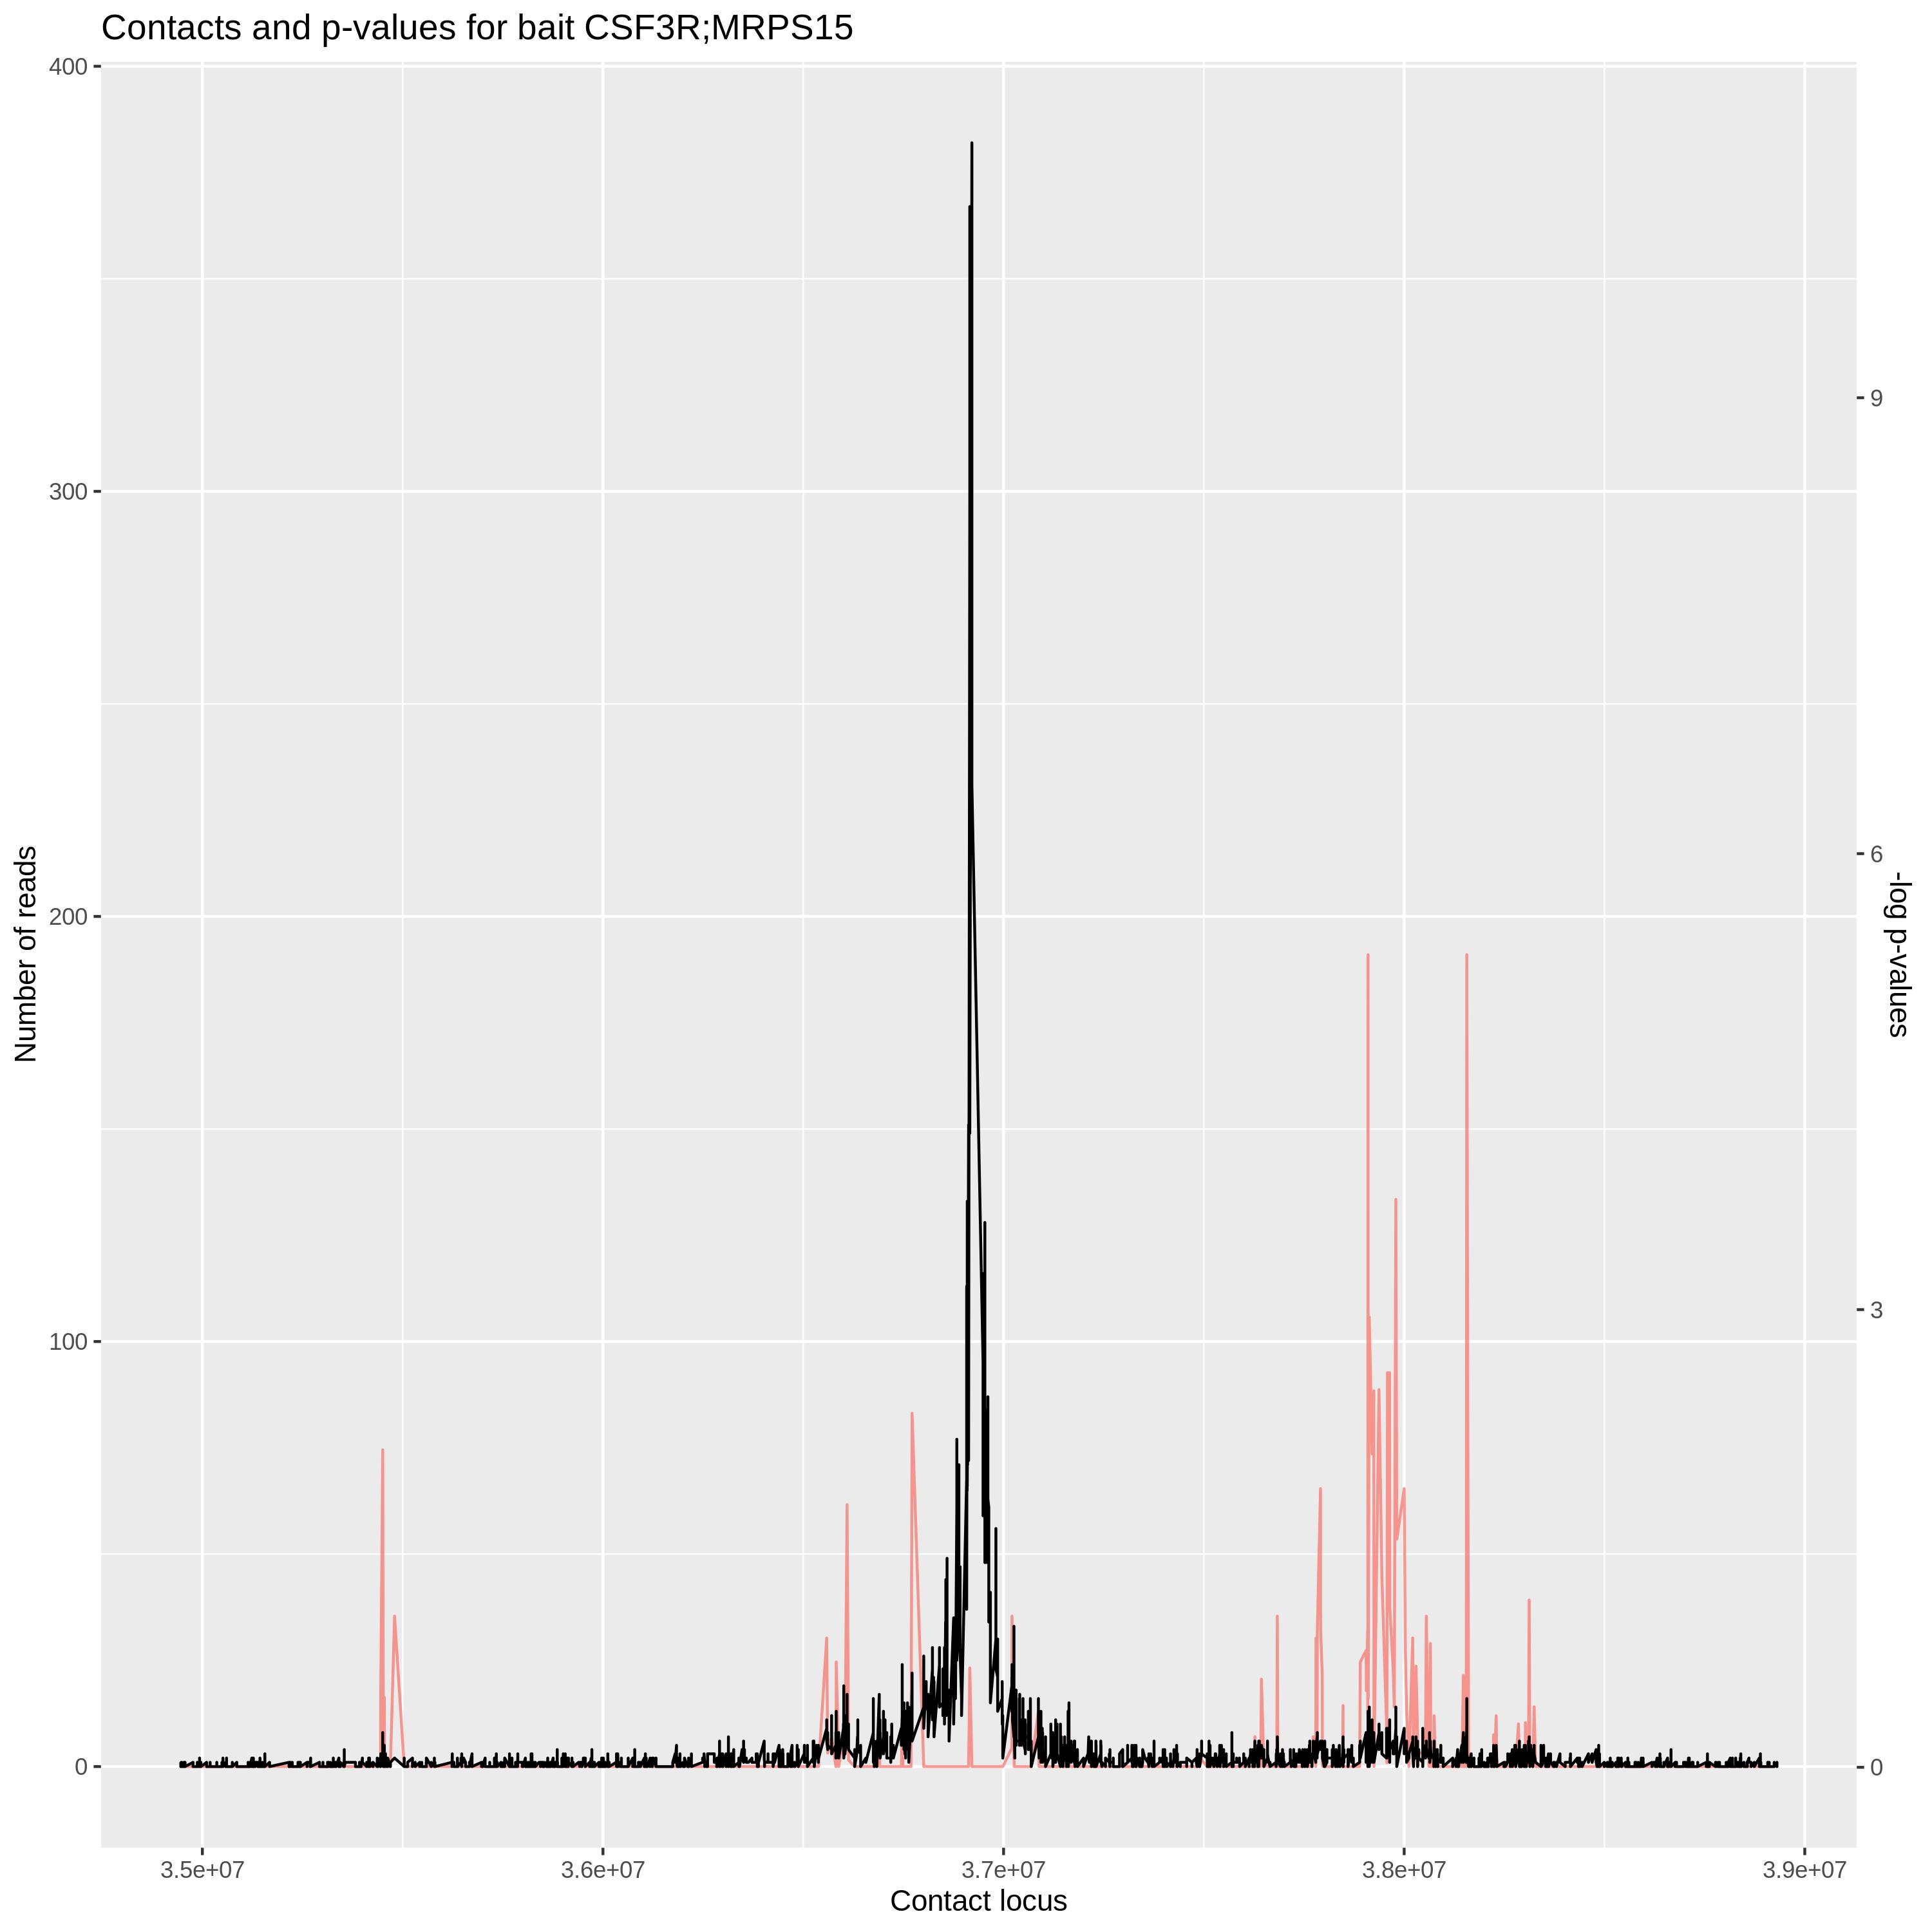 Contacts and p-values for bait CSF3R;MRPS15
400
300
200
100
0
Number of reads
9
6
3
0
-log p-values
3.5e+07 3.6e+07 3.7e+07 3.8e+07 3.9e+07
Contact locus